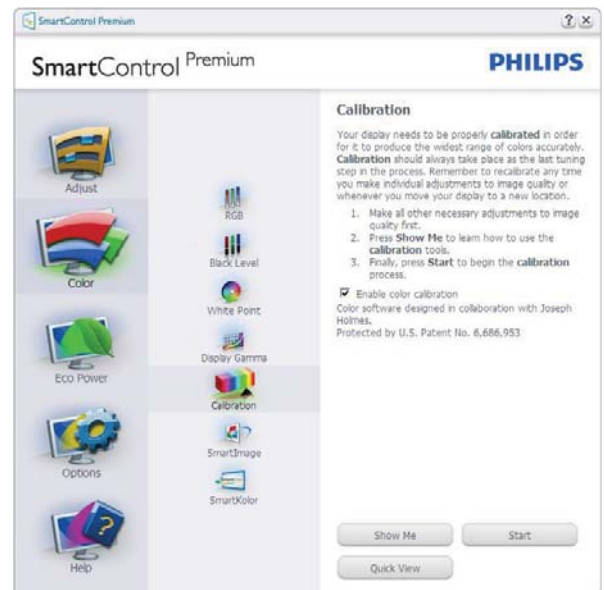 SmartControl Premium
SmartControl Premium
PHILIPS
Adjust
Color
Eco Power
Options
Help
RGB
Black Level
White Point
Display Gamma
Calibration
SmartImage
SmartKolor
Calibration
Your display needs to be properly calibrated in order
for it to produce the widest range of colors accurately.
Calibration should always take place as the last tuning
step in the process. Remember to recalibrate any time
you make individual adjustments to image quality or
whenever you move your display to a new location.
1. Make all other necessary adjustments to image
quality first.
2. Press Show Me to learn how to use the
calibration tools.
3. Finally, press Start to begin the calibration
process.
Enable color calibration
Color software designed in collaboration with Joseph
Holmes.
Protected by U.S. Patent No. 6,686,953
Show Me
Start
Quick View